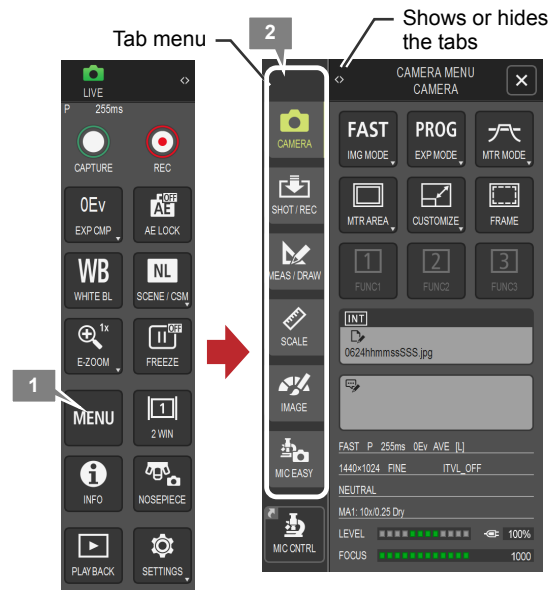 Tab menu
2
Shows or hides
the tabs
LIVE
P 255ms
CAPTURE
REC
0Ev
EXP CMP
OFF
AE
AE LOCK
WB
WHITE BL
NL
SCENE / CSM
1x
E-ZOOM
OFF
FREEZE
1
MENU
1
2 WIN
INFO
NOSEPIECE
PLAYBACK
SETTINGS
CAMERA
SHOT / REC
MEAS / DRAW
SCALE
IMAGE
MIC EASY
MIC CNTRL
CAMERA MENU
CAMERA
FAST
IMG MODE
PROG
EXP MODE
MTR MODE
MTR AREA
CUSTOMIZE
FRAME
1
FUNC1
2
FUNC2
3
FUNC3
INT
0624hhmmssSSS.jpg
FAST P 255ms 0Ev AVE [L]
1440×1024 FINE ITVL_OFF
NEUTRAL
MA1: 10x/0.25 Dry
LEVEL 100%
FOCUS 1000